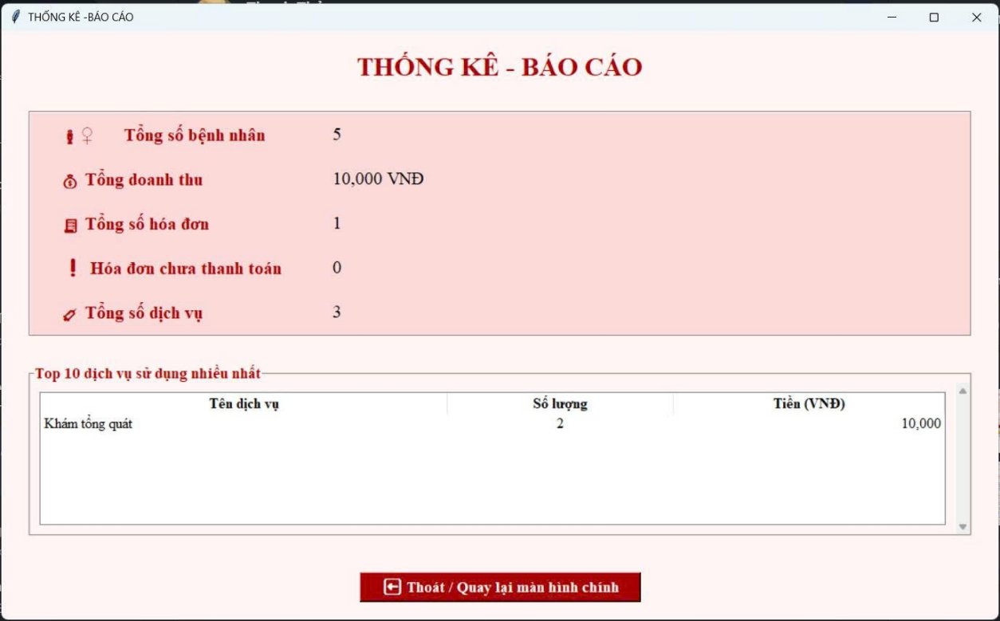 THỐNG KÊ -BÁO CÁO
THỐNG KÊ - BÁO CÁO
Tổng số bệnh nhân 5
Tổng doanh thu 10,000 VNĐ
Tổng số hóa đơn 1
Hóa đơn chưa thanh toán 0
Tổng số dịch vụ 3
Top 10 dịch vụ sử dụng nhiều nhất
Tên dịch vụ Số lượng Tiền (VNĐ)
Khám tổng quát 2 10,000
Thoát / Quay lại màn hình chính